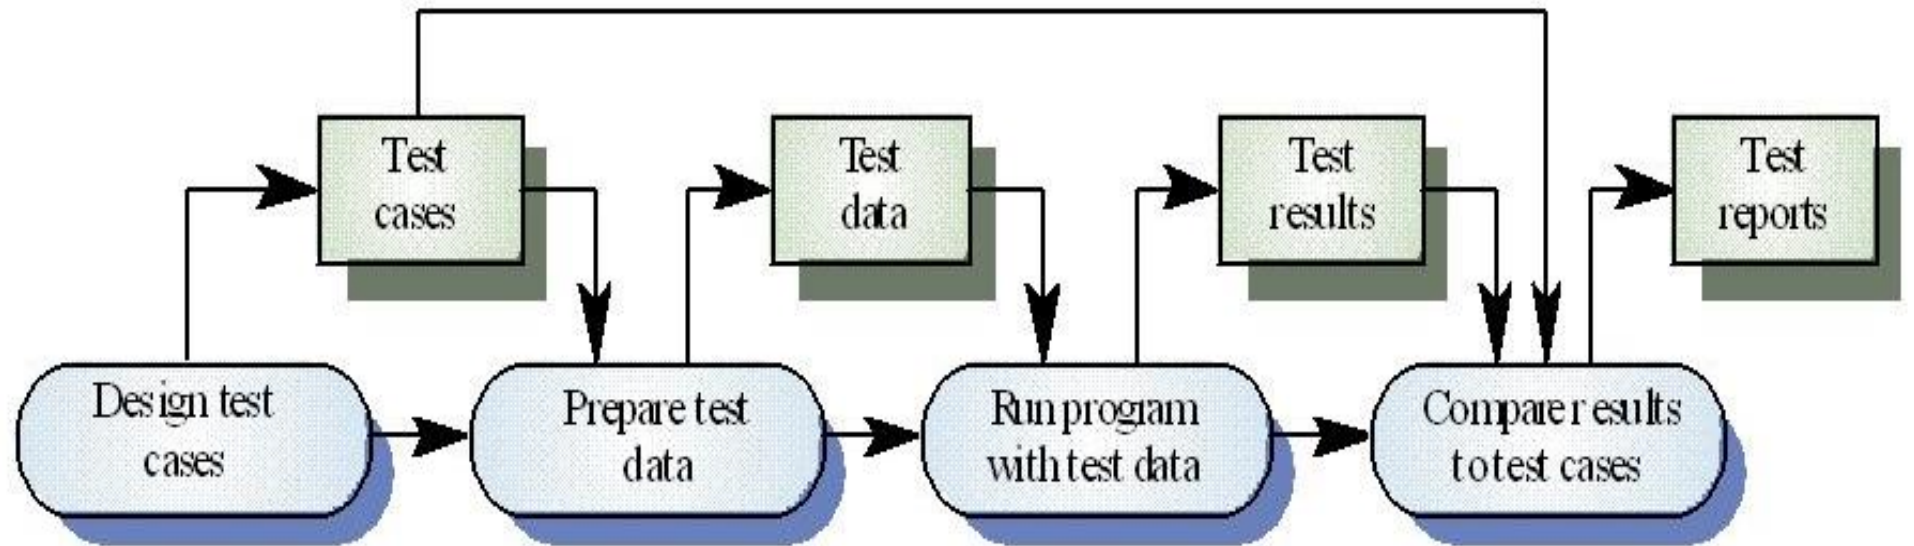 Test
cases
Test
data
Test
results
Test
reports
Design test
cases
Prepare test
data
Run program
with test data
Compare results
to test cases